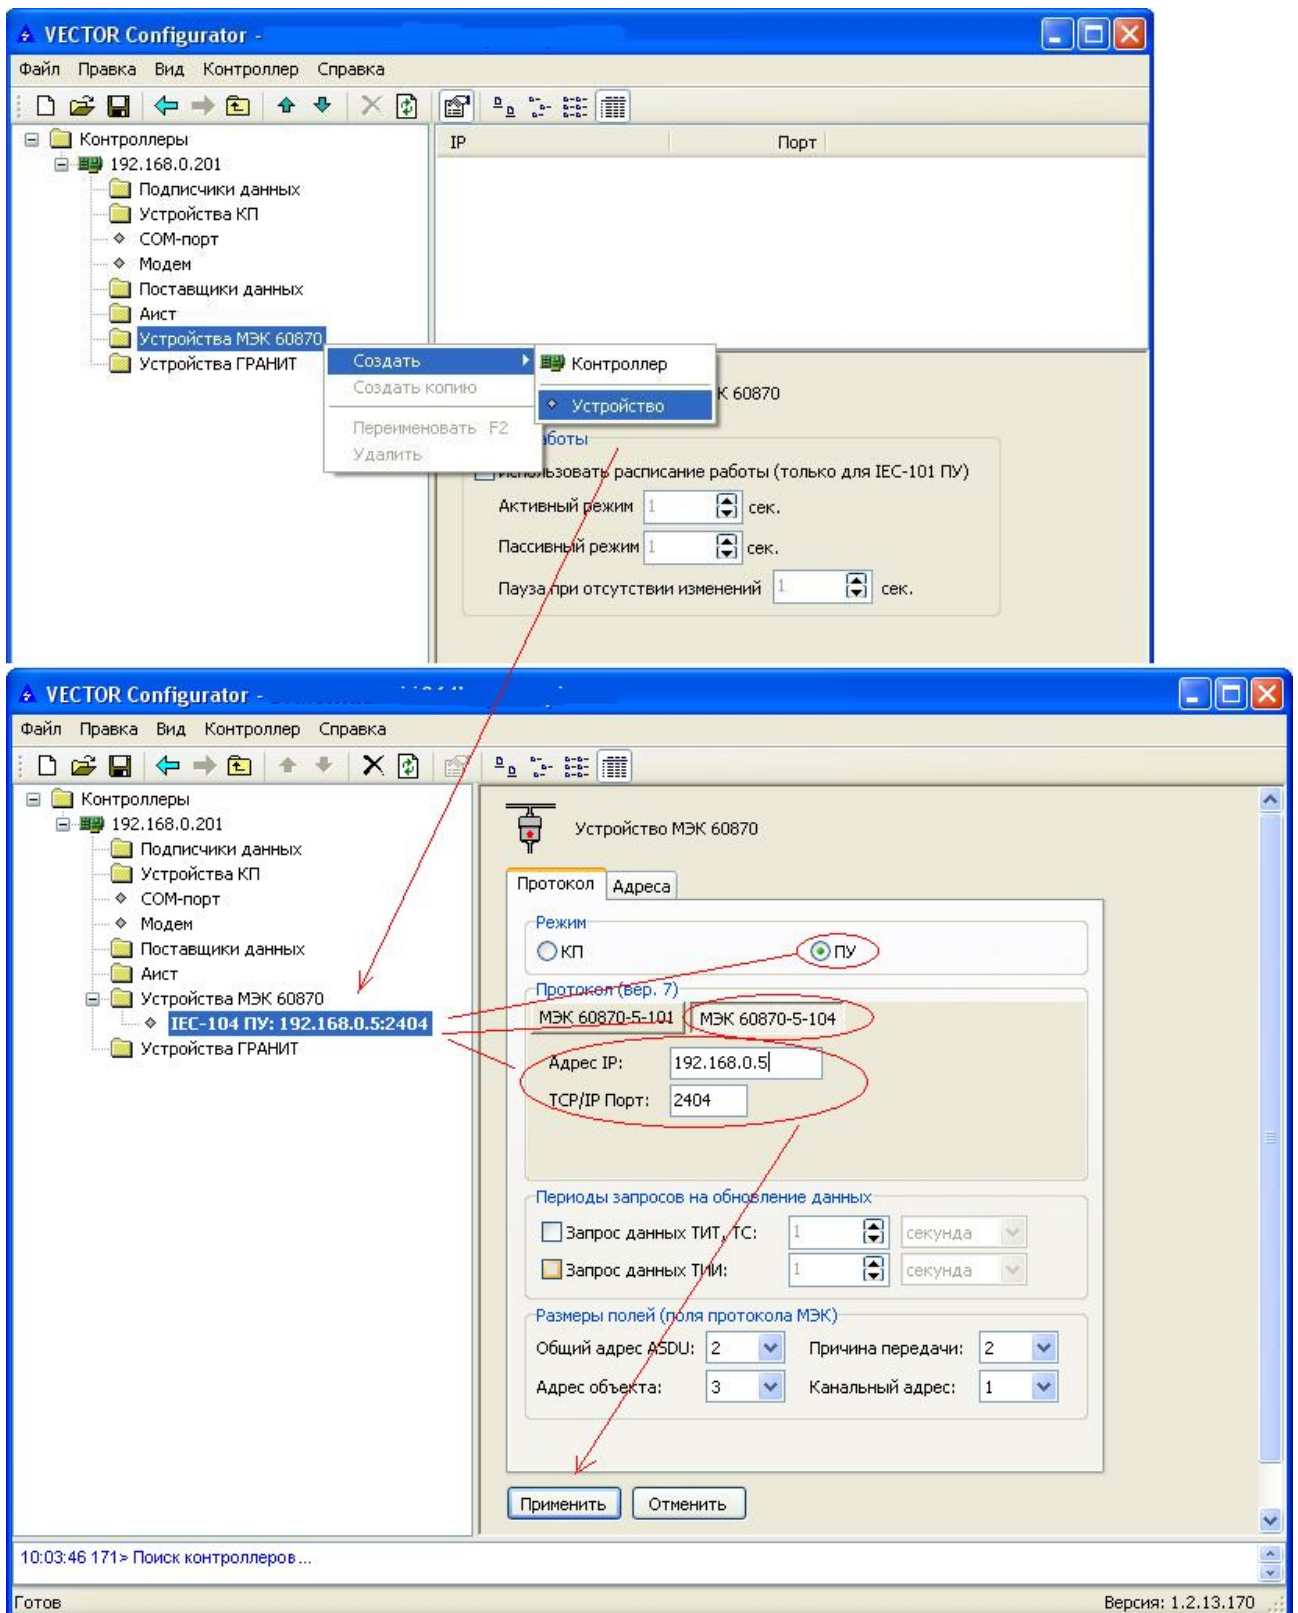 VECTOR Configurator -
Файл Правка Вид Контроллер Справка
Контроллеры
192.168.0.201
Подписчики данных
Устройства КП
COM-порт
Модем
Поставщики данных
Аист
Устройства МЭК 60870
Устройства ГРАНИТ
IP Порт
Создать
Создать копию
Переименовать F2
Удалить
Контроллер
Устройство
К 60870
боты
Использовать расписание работы (только для IEC-101 ПУ)
Активный режим 1 сек.
Пассивный режим 1 сек.
Пауза при отсутствии изменений 1 сек.
VECTOR Configurator -
Файл Правка Вид Контроллер Справка
Контроллеры
192.168.0.201
Подписчики данных
Устройства КП
COM-порт
Модем
Поставщики данных
Аист
Устройства МЭК 60870
IEC-104 ПУ: 192.168.0.5:2404
Устройства ГРАНИТ
Устройство МЭК 60870
Протокол Адреса
Режим
КП ПУ
Протокол (вер. 7)
МЭК 60870-5-101 МЭК 60870-5-104
Адрес IP: 192.168.0.5
TCP/IP Порт: 2404
Периоды запросов на обновление данных
Запрос данных ТИТ, ТС: 1 секунда
Запрос данных ТИИ: 1 секунда
Размеры полей (поля протокола МЭК)
Общий адрес ASDU: 2 Причина передачи: 2
Адрес объекта: 3 Канальный адрес: 1
Применить Отменить
10:03:46 171> Поиск контроллеров...
Готов Версия: 1.2.13.170